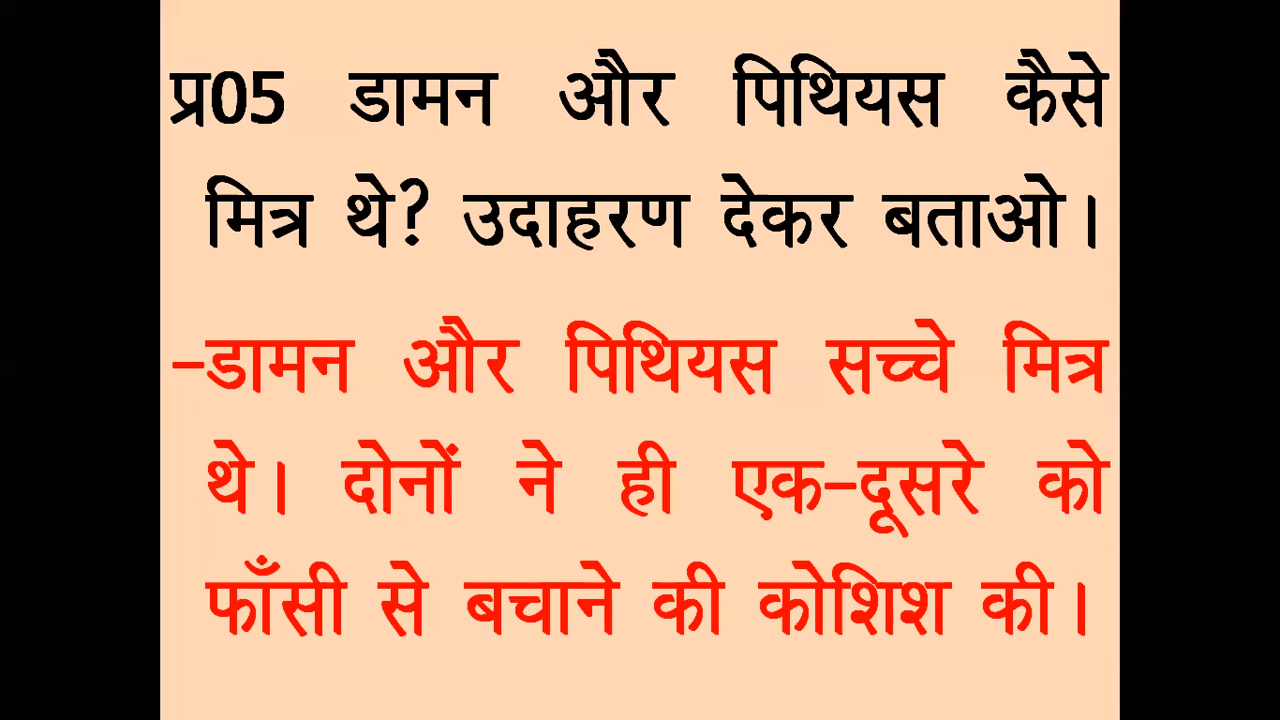 प्र05 डामन और पिथियस कैसे
मित्र थे? उदाहरण देकर बताओ।
-डामन और पिथियस सच्चे मित्र
थे। दोनों ने ही एक-दूसरे को
फाँसी से बचाने की कोशिश की।